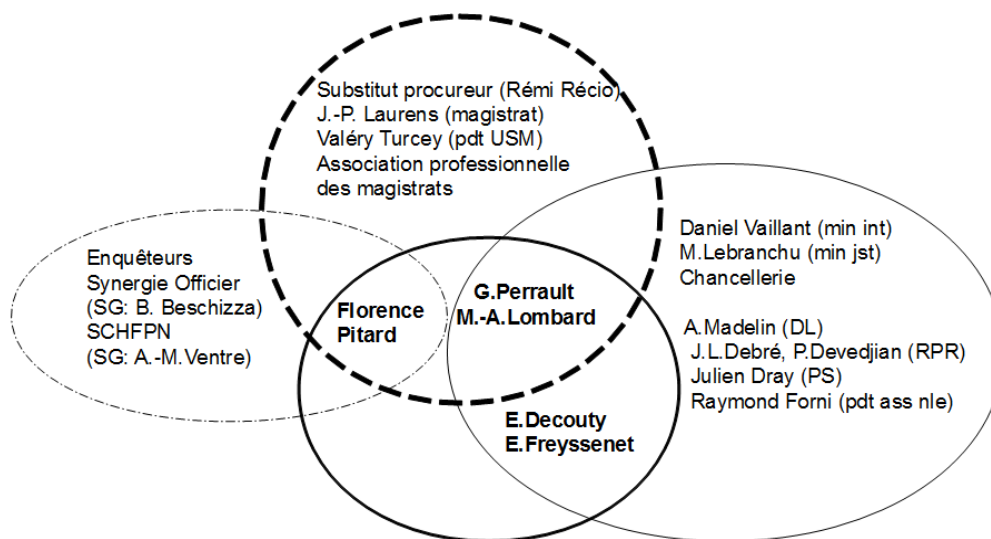 Substitut procureur (Rémi Récio)
J.-P. Laurens (magistrat)
Valéry Turcey (pdt USM)
Association professionnelle
des magistrats
Enquêteurs
Synergie Officier
(SG: B. Beschizza)
SCHFPN
(SG: A.-M.Ventre)
Florence
Pitard
G.Perrault
M.-A.Lombard
E.Decouty
E.Freyssenet
Daniel Vaillant (min int)
M.Lebranchu (min jst)
Chancellerie
A.Madelin (DL)
J.L.Debré, P.Devedjian (RPR)
Julien Dray (PS)
Raymond Forni (pdt ass nle)